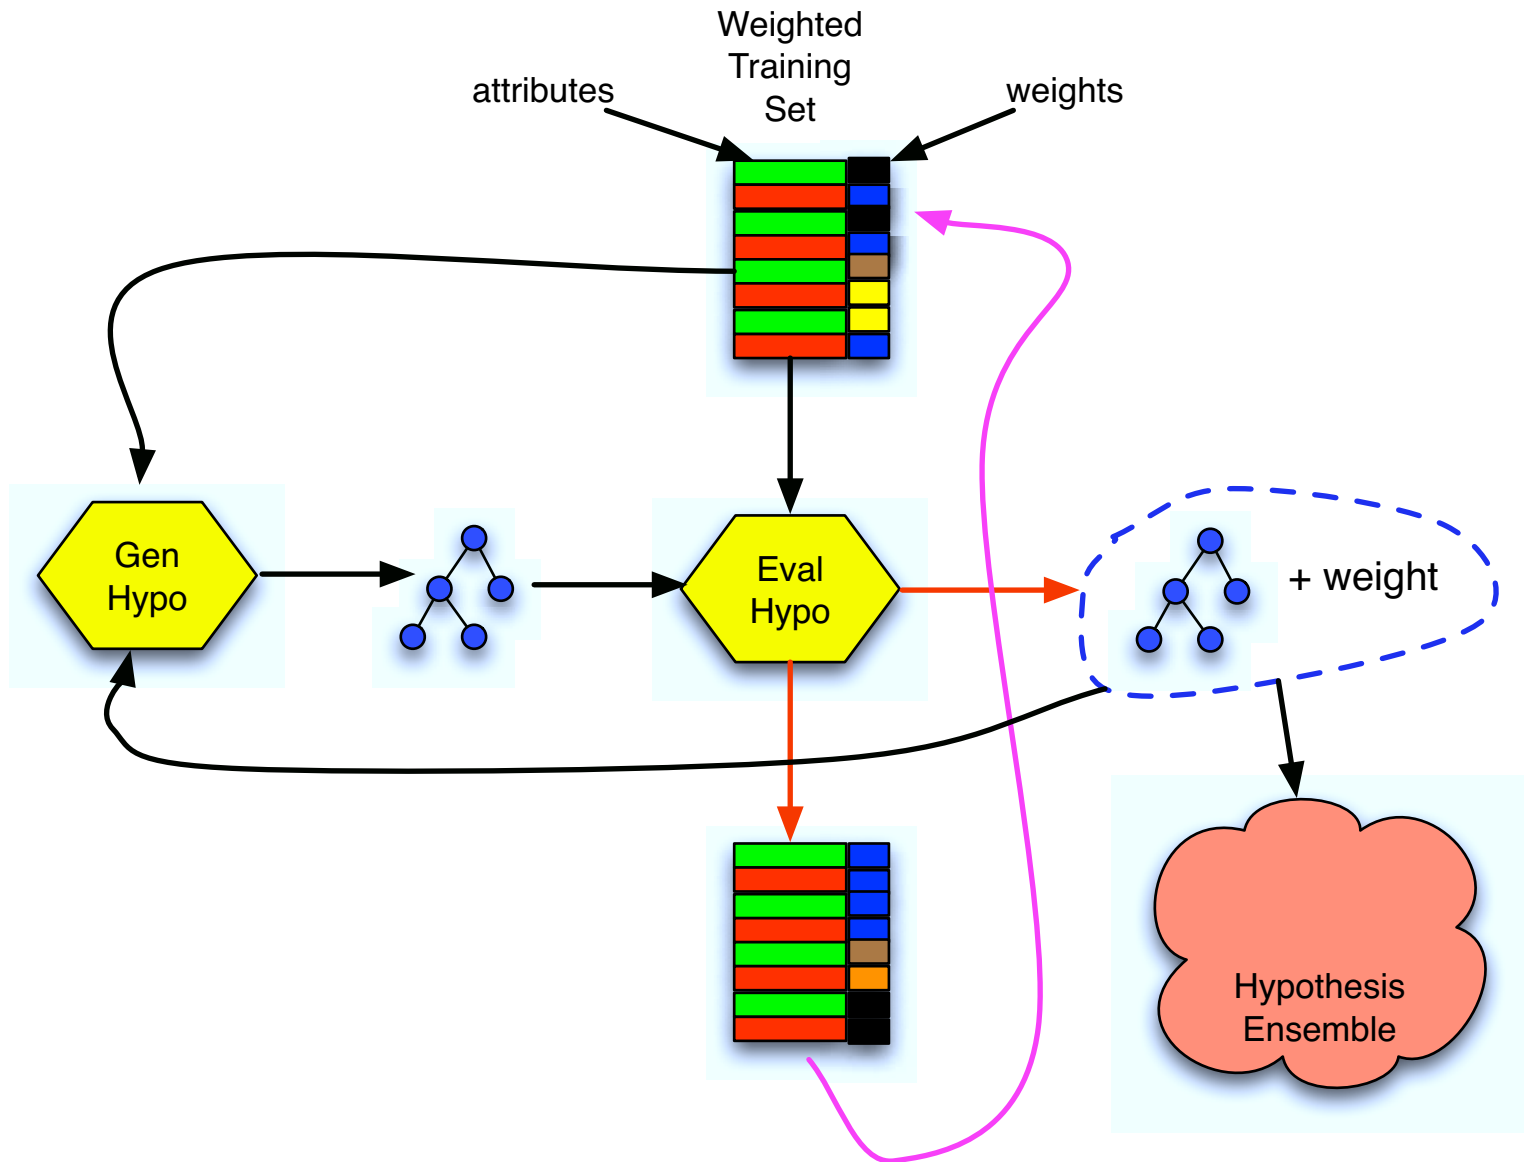 Weighted
Training
Set
attributes
weights
Gen
Hypo
Eval
Hypo
+ weight
Hypothesis
Ensemble